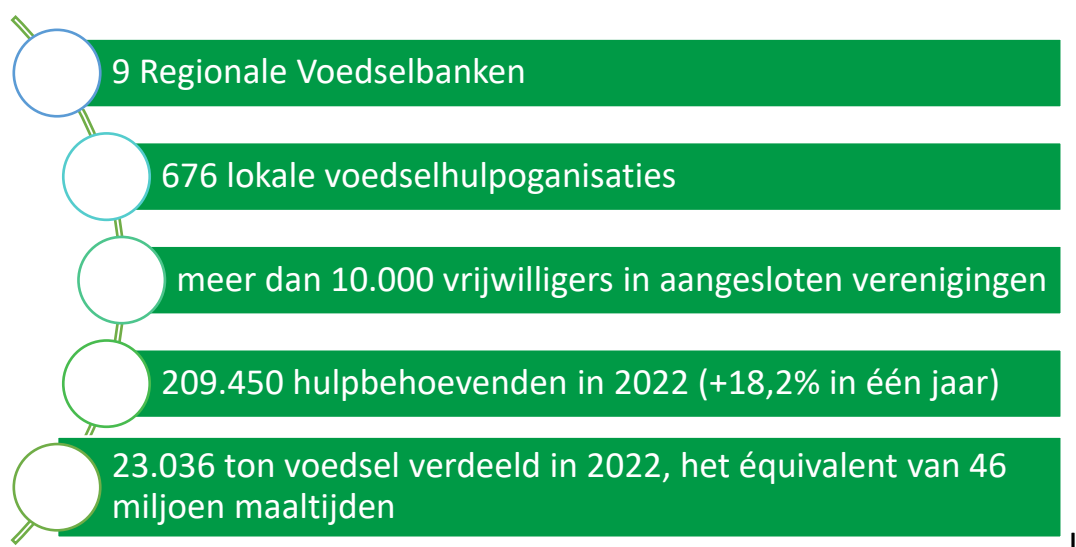 9 Regionale Voedselbanken
676 lokale voedselhulpoganisaties
meer dan 10.000 vrijwilligers in aangesloten verenigingen
209.450 hulpbehoevenden in 2022 (+18,2% in één jaar)
23.036 ton voedsel verdeeld in 2022, het équivalent van 46
miljoen maaltijden